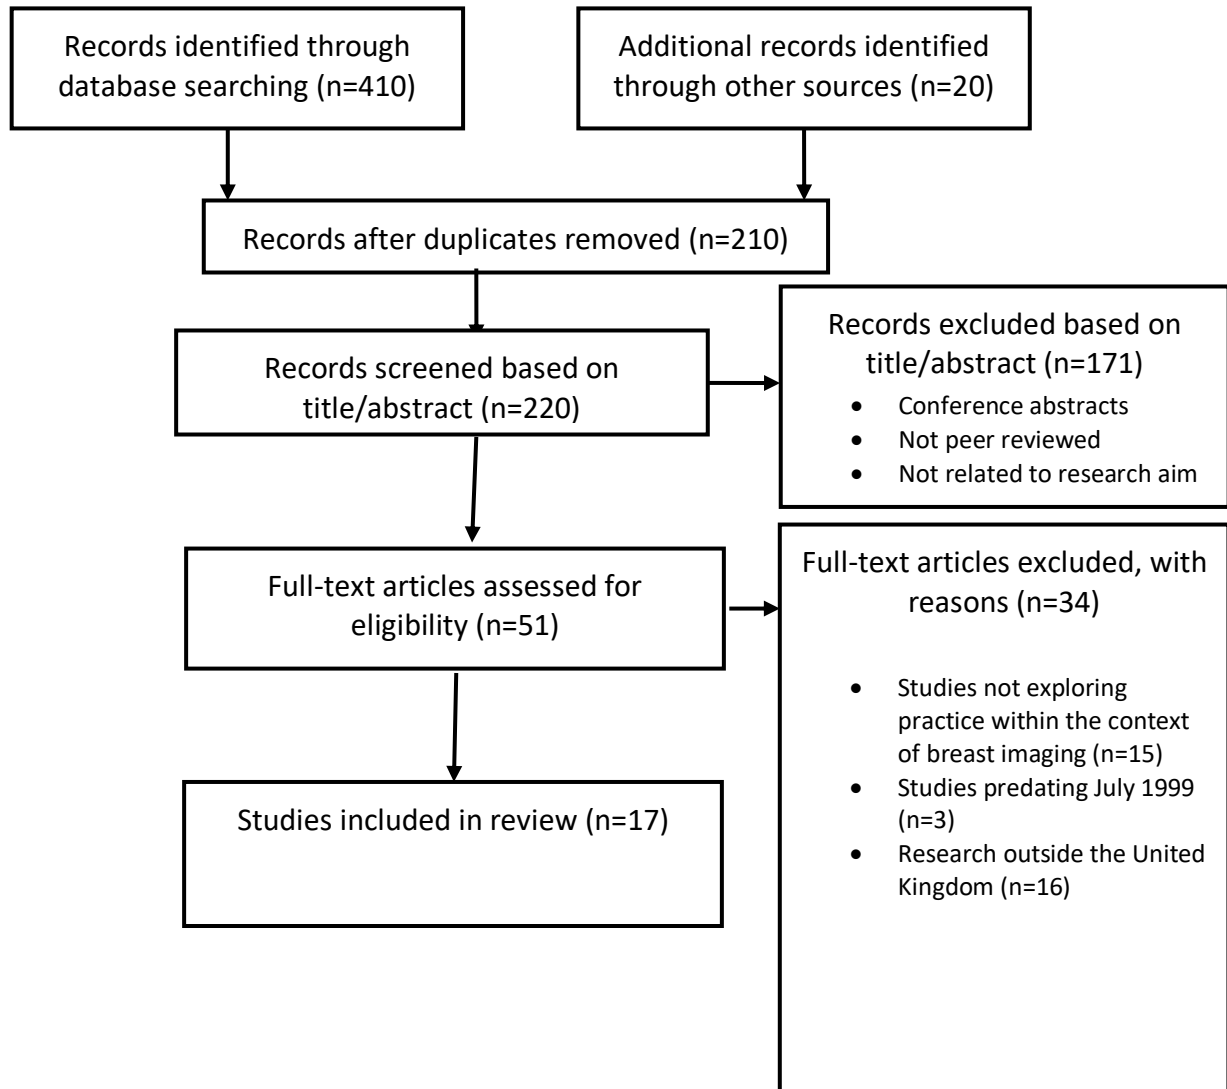 Records identified through
database searching (n=410)
Additional records identified
through other sources (n=20)
Records after duplicates removed (n=210)
Records screened based on
title/abstract (n=220)
Records excluded based on
title/abstract (n=171)
• Conference abstracts
• Not peer reviewed
• Not related to research aim
Full-text articles assessed for
eligibility (n=51)
Full-text articles excluded, with
reasons (n=34)
• Studies not exploring
practice within the context
of breast imaging (n=15)
• Studies predating July 1999
(n=3)
• Research outside the United
Kingdom (n=16)
Studies included in review (n=17)